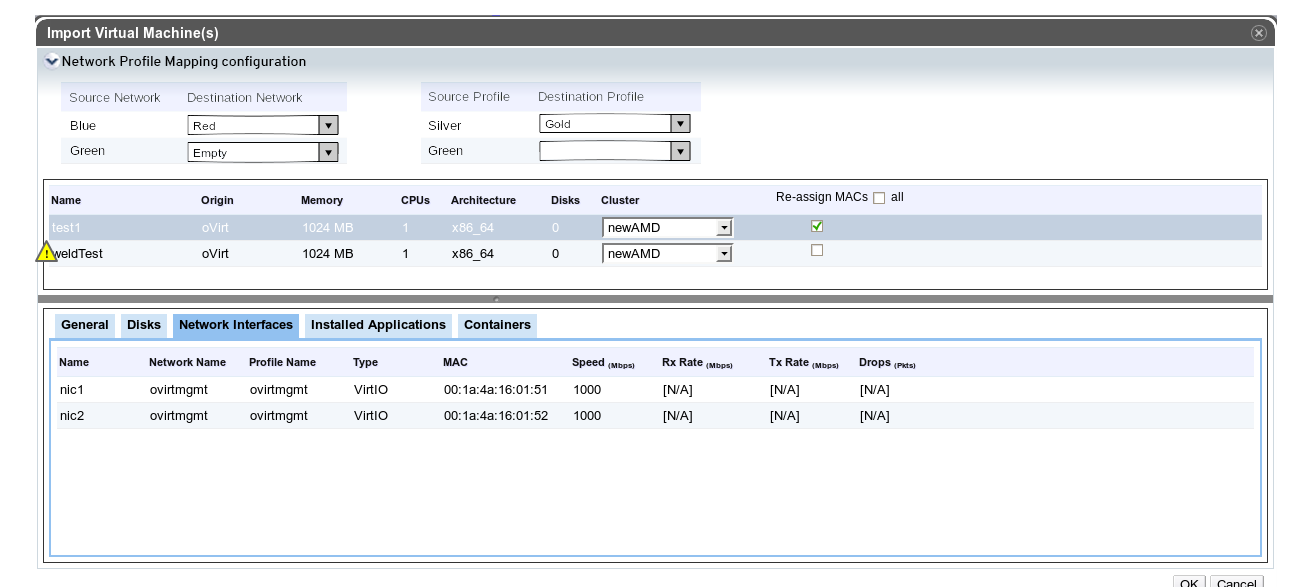 Import Virtual Machine(s)
Network Profile Mapping configuration
Source Network Destination Network Source Profile Destination Profile
Blue Red Silver Gold
Green Empty Green
Name Origin Memory CPUs Architecture Disks Cluster Re-assign MACs all
test1 oVirt 1024 MB 1 x86_64 0 newAMD
! weldTest oVirt 1024 MB 1 x86_64 0 newAMD
General Disks Network Interfaces Installed Applications Containers
Name Network Name Profile Name Type MAC Speed (Mbps) Rx Rate (Mbps) Tx Rate (Mbps) Drops (Pkts)
nic1 ovirtmgmt ovirtmgmt VirtIO 00:1a:4a:16:01:51 1000 [N/A] [N/A] [N/A]
nic2 ovirtmgmt ovirtmgmt VirtIO 00:1a:4a:16:01:52 1000 [N/A] [N/A] [N/A]
OK Cancel